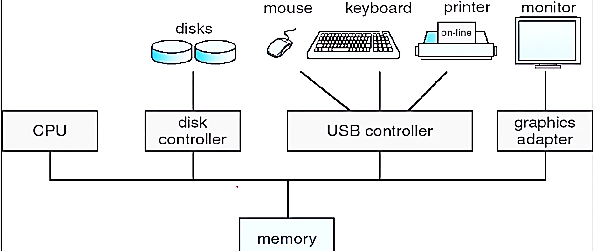 mouse
keyboard
printer
monitor
disks
on-line
CPU
disk
controller
USB controller
graphics
adapter
memory